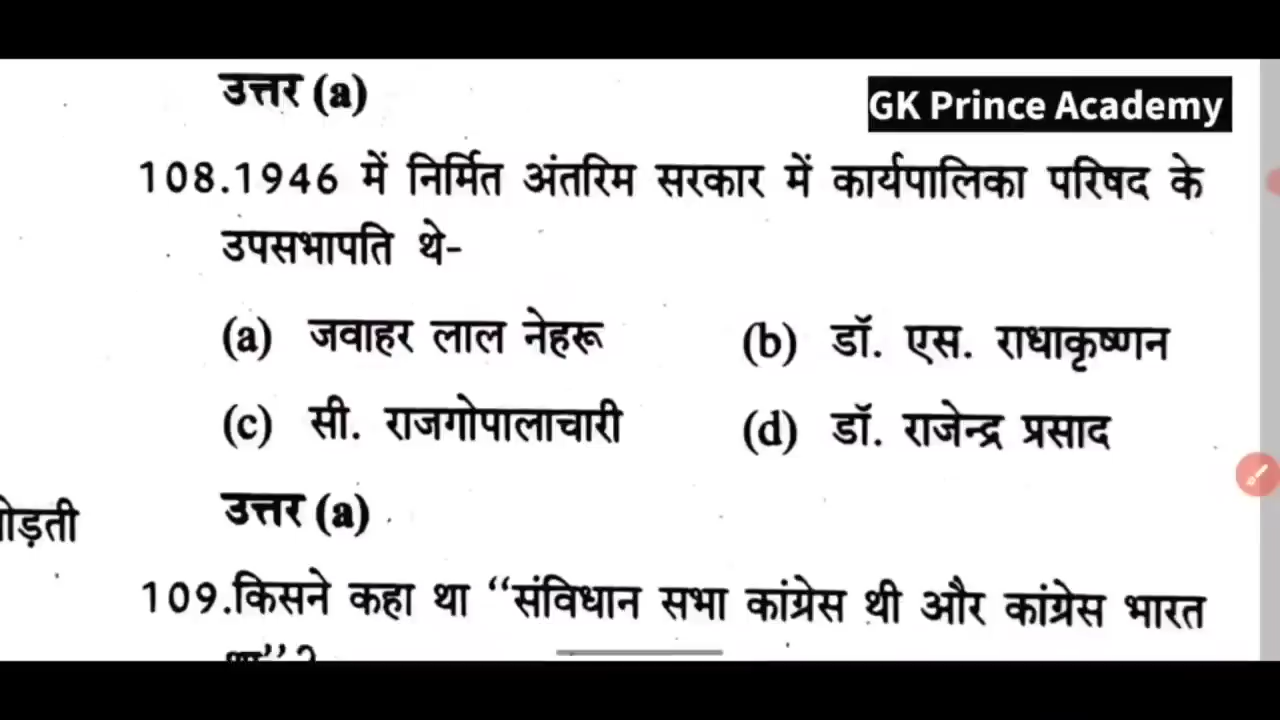 उत्तर (a)
GK Prince Academy
108.1946 में निर्मित अंतरिम सरकार में कार्यपालिका परिषद के
उपसभापति थे-
(a) जवाहर लाल नेहरू (b) डॉ. एस. राधाकृष्णन
(c) सी. राजगोपालाचारी (d) डॉ. राजेन्द्र प्रसाद
उत्तर (a)
109.किसने कहा था “संविधान सभा कांग्रेस थी और कांग्रेस भारत